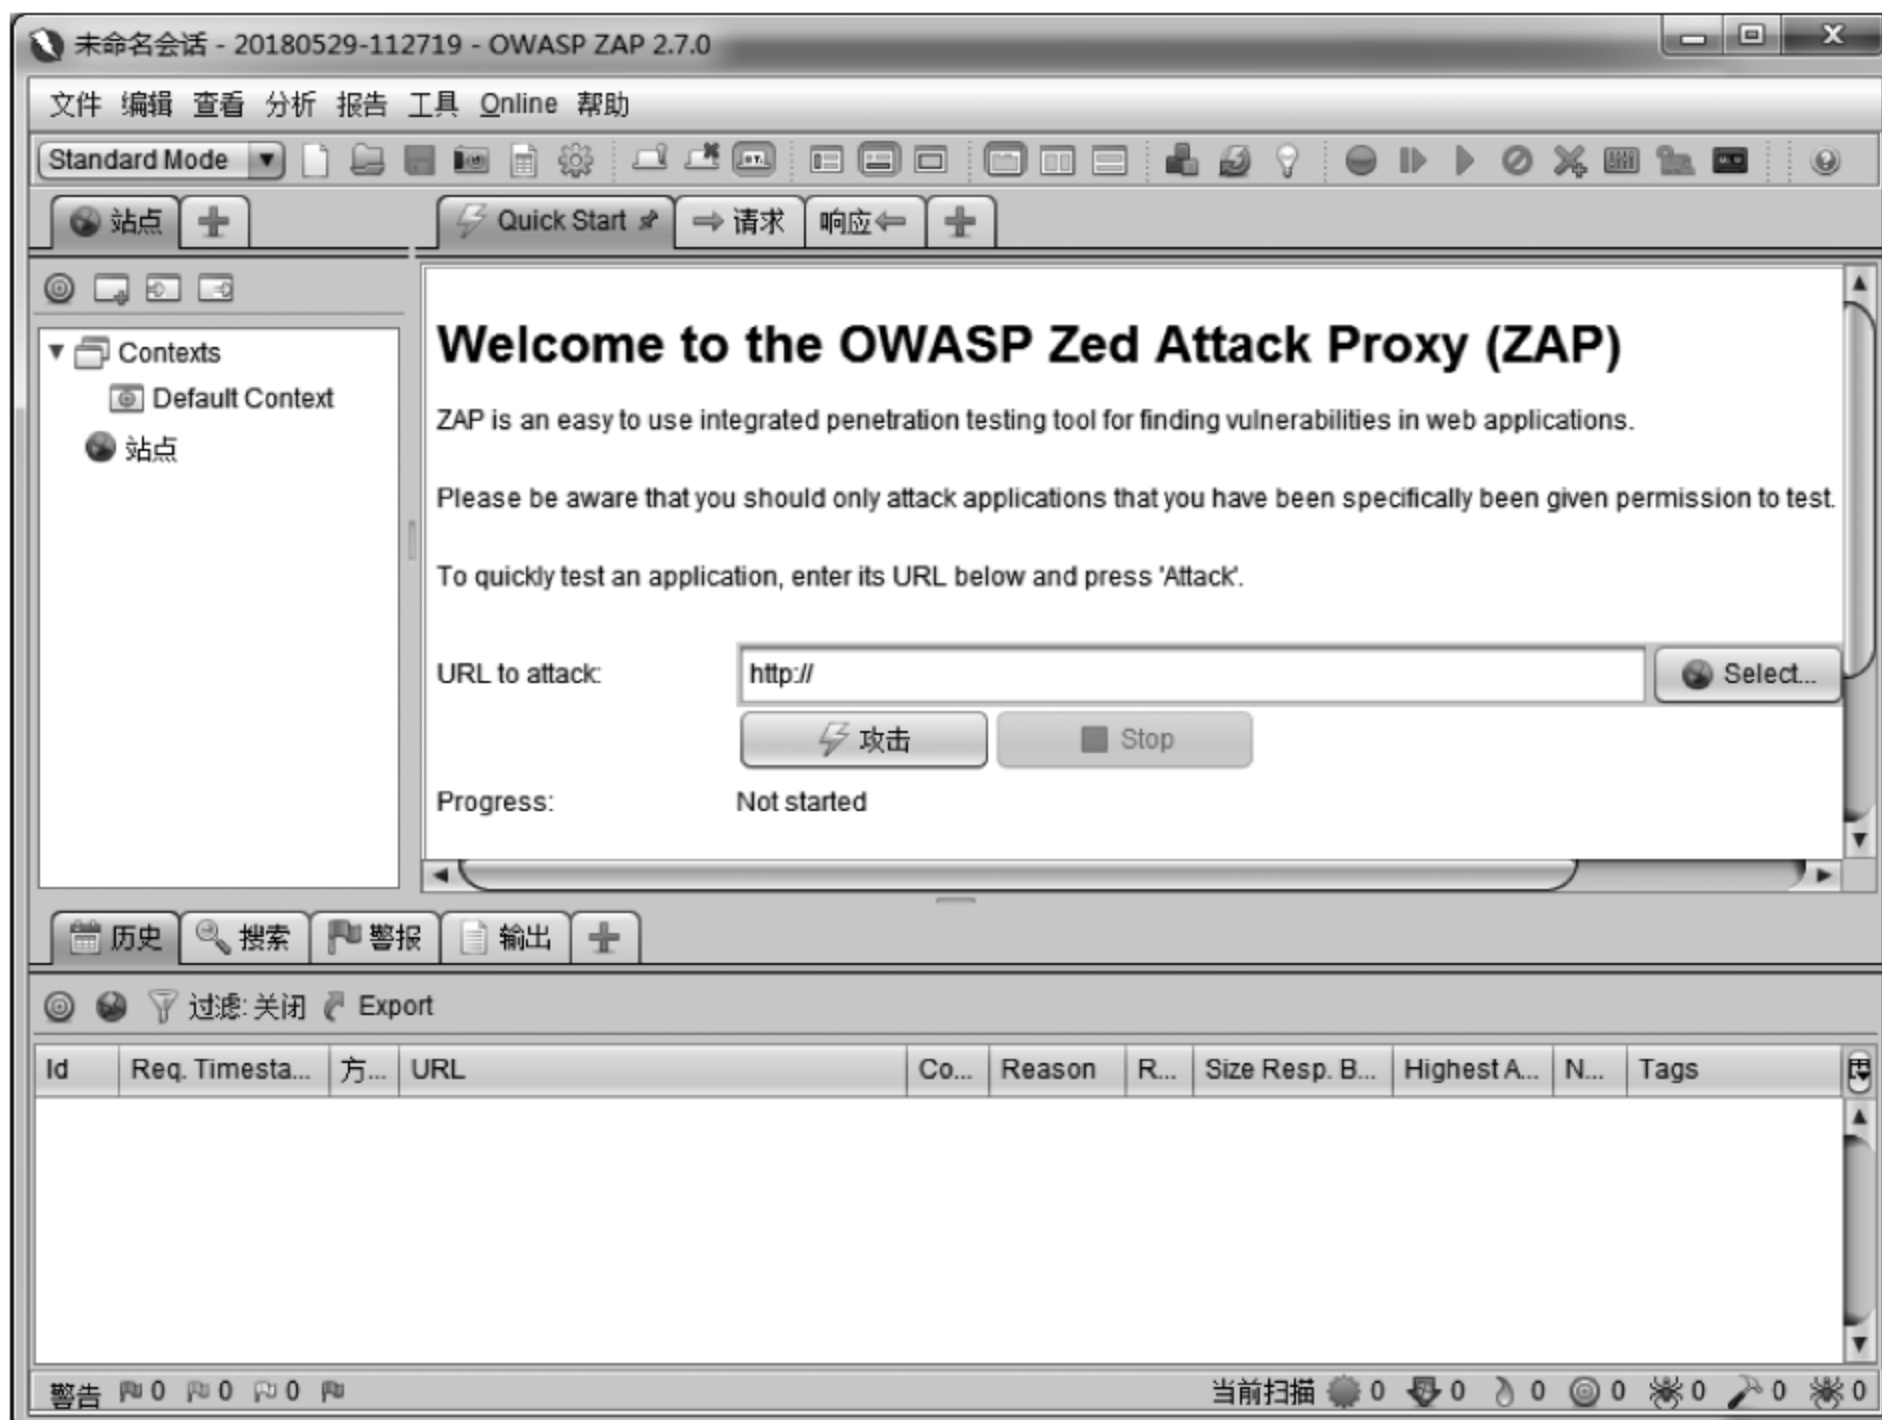 未命名会话 - 20180529-112719 - OWASP ZAP 2.7.0
文件 编辑 查看 分析 报告 工具 Online 帮助
Standard Mode
站点 Quick Start 请求 响应
Contexts
Default Context
站点
Welcome to the OWASP Zed Attack Proxy (ZAP)
ZAP is an easy to use integrated penetration testing tool for finding vulnerabilities in web applications.
Please be aware that you should only attack applications that you have been specifically been given permission to test.
To quickly test an application, enter its URL below and press 'Attack'.
URL to attack: http:// Select...
攻击 Stop
Progress: Not started
历史 搜索 警报 输出
过滤: 关闭 Export
Id Req. Timesta... 方... URL Co... Reason R... Size Resp. B... Highest A... N... Tags
警告 0 0 0 当前扫描 0 0 0 0 0 0 0